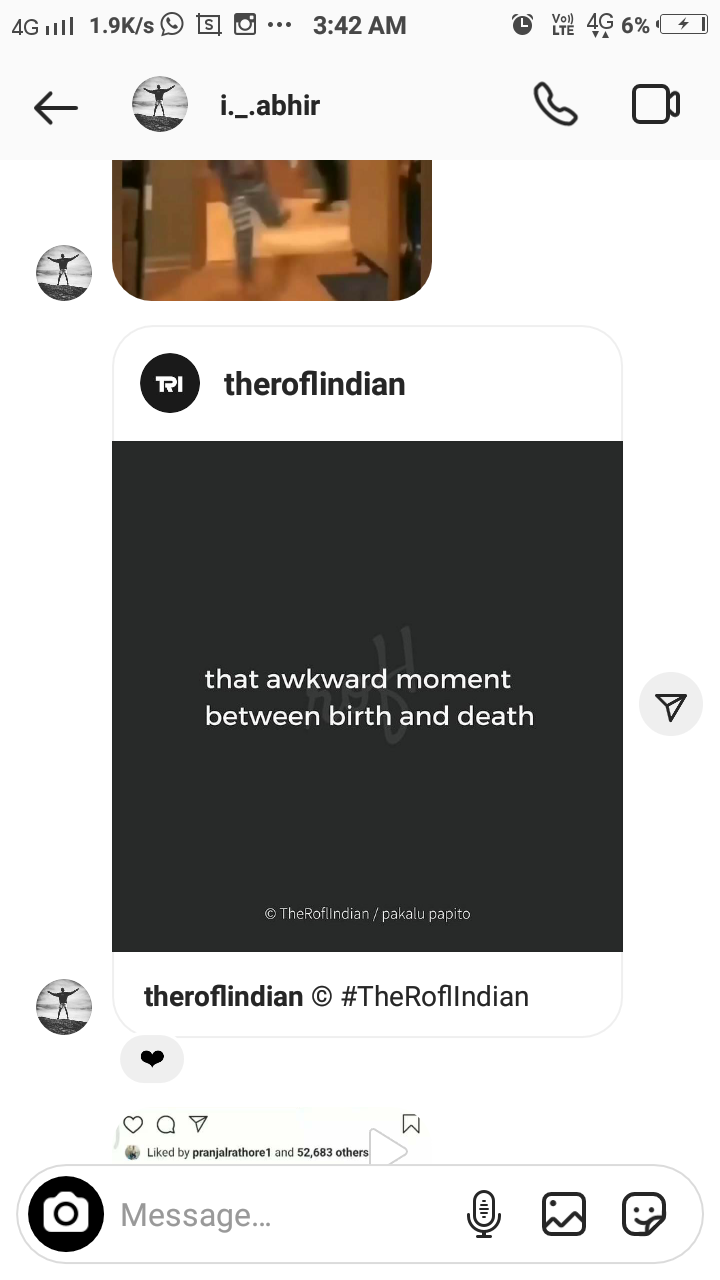 4G 1.9K/s S ... 3:42 AM Vo)) LTE 4G 6%
i._.abhir
TRI theroflindian
that awkward moment
between birth and death
rofl
© TheRoflIndian / pakalu papito
theroflindian © #TheRoflIndian
Liked by pranjalrathore1 and 52,683 others
Message...